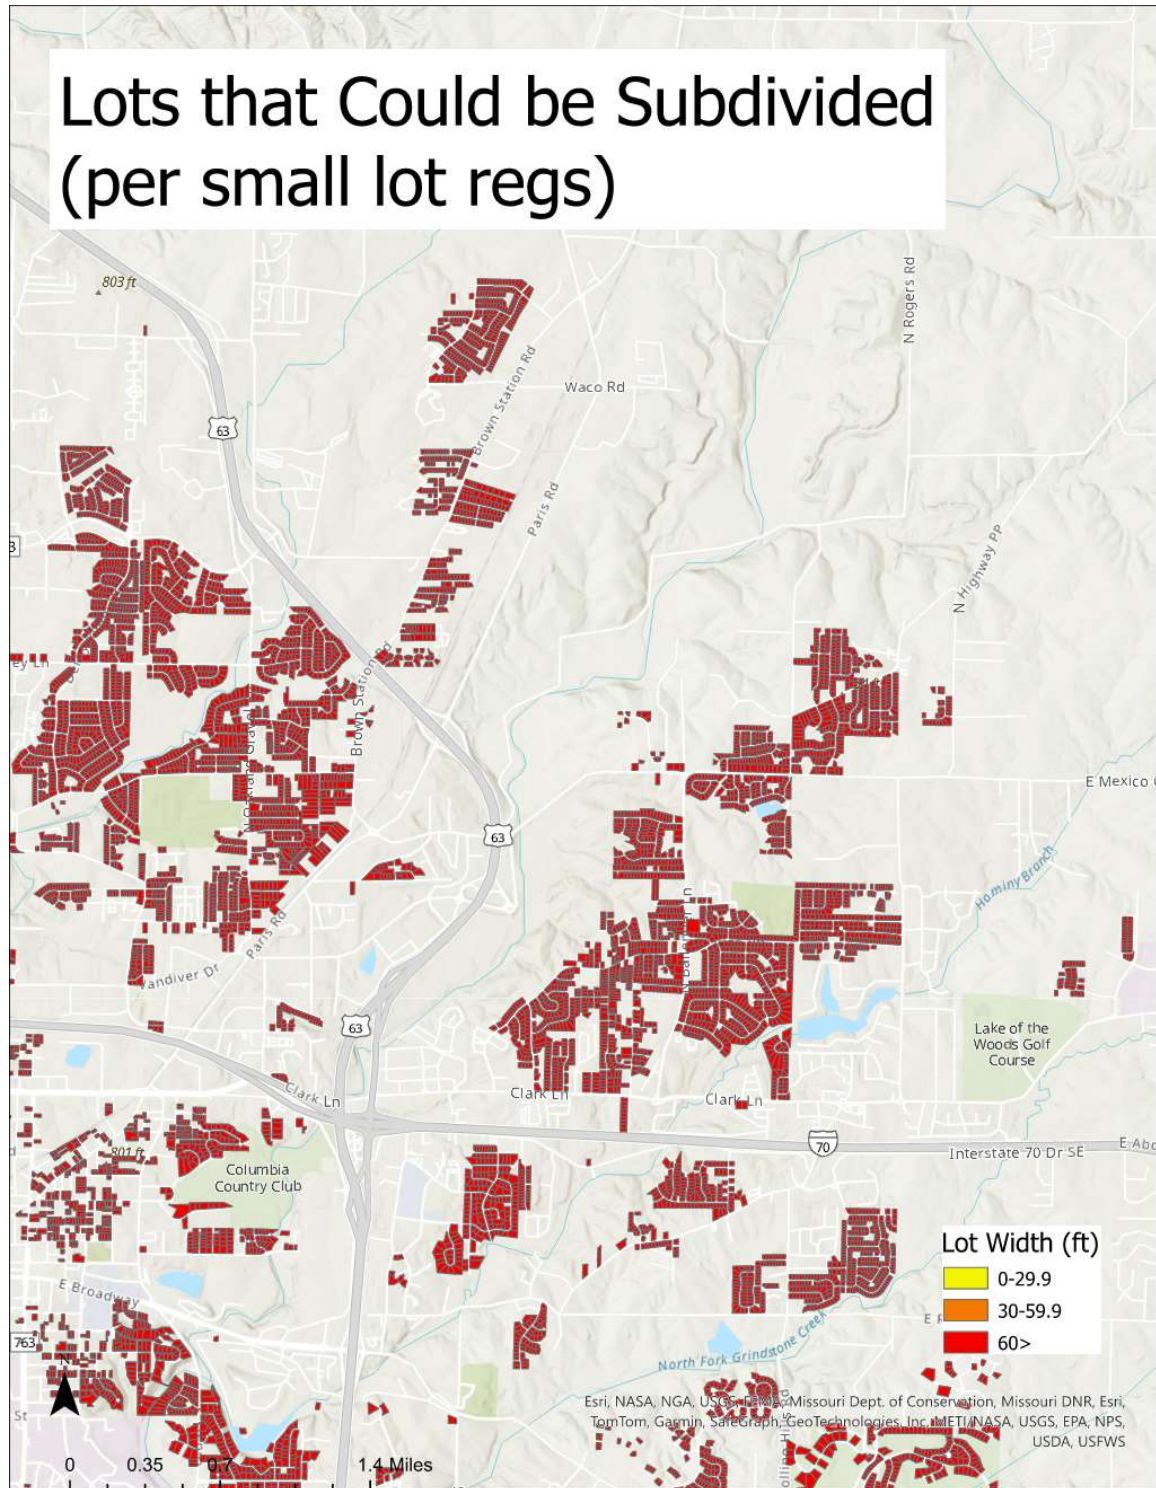 Lots that Could be Subdivided
(per small lot regs)
803 ft
N Rogers Rd
63
Waco Rd
Brown Station Rd
Paris Rd
N Highway PP
Brown Station Rd
E Mexico
63
Hominy Branch
Paris Rd
Vandiver Dr
63
Lake of the
Woods Golf
Course
Clark Ln
Clark Ln
Clark Ln
70
Interstate 70 Dr SE
801 ft
Columbia
Country Club
E Broadway
763
N
St
North Fork Grindstone Creek
Lot Width (ft)
0-29.9
30-59.9
60>
Esri, NASA, NGA, USGS, FEMA, Missouri Dept. of Conservation, Missouri DNR, Esri,
TomTom, Garmin, SafeGraph, GeoTechnologies, Inc, METI/NASA, USGS, EPA, NPS,
USDA, USFWS
0 0.35 0.7 1.4 Miles